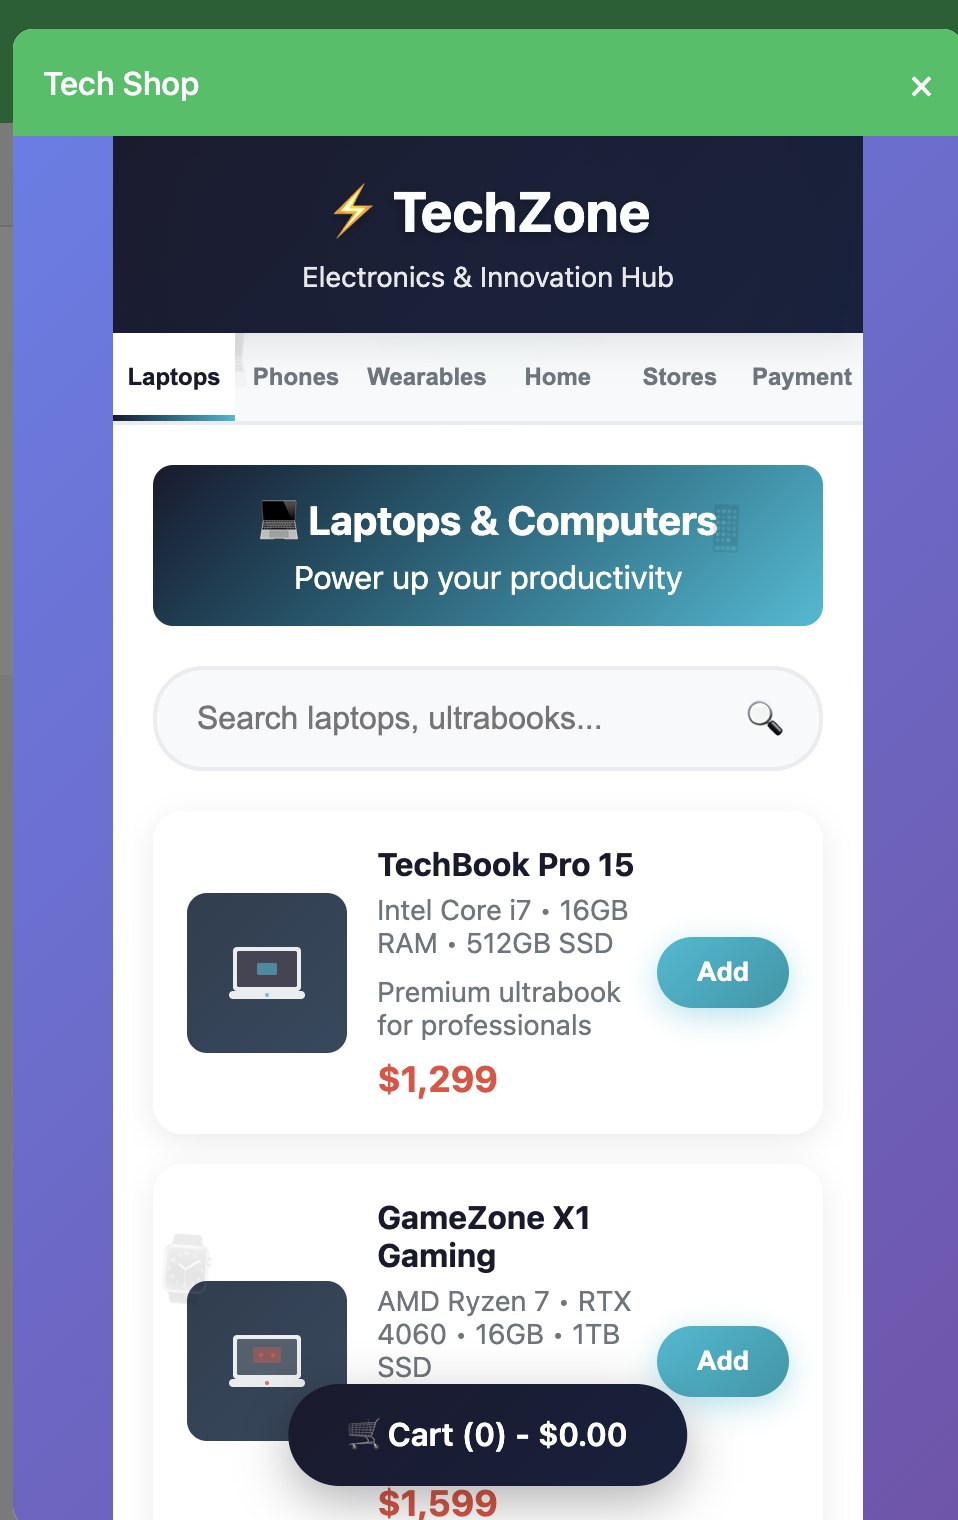 Tech Shop ×
⚡ TechZone
Electronics & Innovation Hub
Laptops Phones Wearables Home Stores Payment
💻 Laptops & Computers
Power up your productivity
Search laptops, ultrabooks... 🔍
TechBook Pro 15
Intel Core i7 • 16GB
RAM • 512GB SSD
Premium ultrabook
for professionals
$1,299
Add
GameZone X1
Gaming
AMD Ryzen 7 • RTX
4060 • 16GB • 1TB
SSD
Add
🛒 Cart (0) - $0.00
$1,599